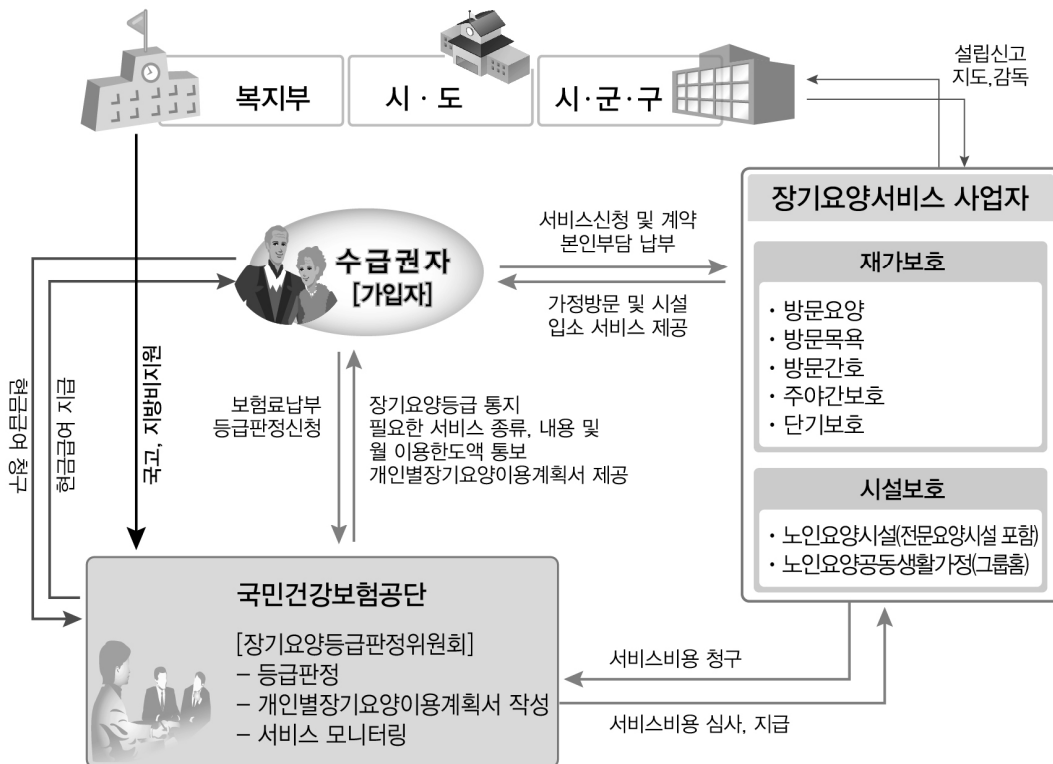 복지부
시 · 도
시·군·구
설립신고
지도,감독
장기요양서비스 사업자
재가보호
· 방문요양
· 방문목욕
· 방문간호
· 주야간보호
· 단기보호
시설보호
· 노인요양시설(전문요양시설 포함)
· 노인요양공동생활가정(그룹홈)
수급권자
[가입자]
서비스신청 및 계약
본인부담 납부
가정방문 및 시설
입소 서비스 제공
현금급여 청구
현금급여 지급
국고, 지방비지원
보험료납부
등급판정신청
장기요양등급 통지
필요한 서비스 종류, 내용 및
월 이용한도액 통보
개인별장기요양이용계획서 제공
국민건강보험공단
[장기요양등급판정위원회]
– 등급판정
– 개인별장기요양이용계획서 작성
– 서비스 모니터링
서비스비용 청구
서비스비용 심사, 지급